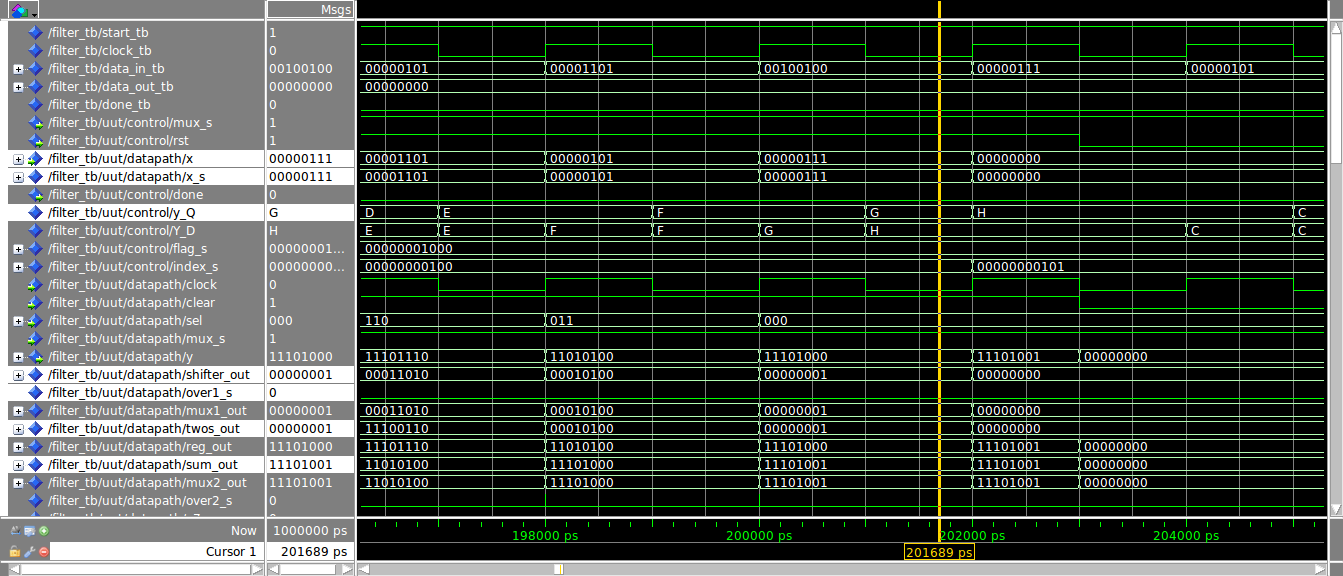 Msgs
/filter_tb/start_tb 1
/filter_tb/clock_tb 0
/filter_tb/data_in_tb 00100100 00000101 00001101 00100100 00000111 00000101
/filter_tb/data_out_tb 00000000 00000000
/filter_tb/done_tb 0
/filter_tb/uut/control/mux_s 1
/filter_tb/uut/control/rst 1
/filter_tb/uut/datapath/x 00000111 00001101 00000101 00000111 00000000
/filter_tb/uut/datapath/x_s 00000111 00001101 00000101 00000111 00000000
/filter_tb/uut/control/done 0
/filter_tb/uut/control/y_Q G D E F G H C
/filter_tb/uut/control/Y_D H E E F F G H C C
/filter_tb/uut/control/flag_s 00000001... 00000001000
/filter_tb/uut/control/index_s 00000000... 00000000100 00000000101
/filter_tb/uut/datapath/clock 0
/filter_tb/uut/datapath/clear 1
/filter_tb/uut/datapath/sel 000 110 011 000
/filter_tb/uut/datapath/mux_s 1
/filter_tb/uut/datapath/y 11101000 11101110 11010100 11101000 11101001 00000000
/filter_tb/uut/datapath/shifter_out 00000001 00011010 00010100 00000001 00000000
/filter_tb/uut/datapath/over1_s 0
/filter_tb/uut/datapath/mux1_out 00000001 00011010 00010100 00000001 00000000
/filter_tb/uut/datapath/twos_out 00000001 11100110 00010100 00000001 00000000
/filter_tb/uut/datapath/reg_out 11101000 11101110 11010100 11101000 11101001 00000000
/filter_tb/uut/datapath/sum_out 11101001 11010100 11101000 11101001 11101001 00000000
/filter_tb/uut/datapath/mux2_out 11101001 11010100 11101000 11101001 11101001 00000000
/filter_tb/uut/datapath/over2_s 0
Now 1000000 ps 198000 ps 200000 ps 202000 ps 204000 ps
Cursor 1 201689 ps 201689 ps